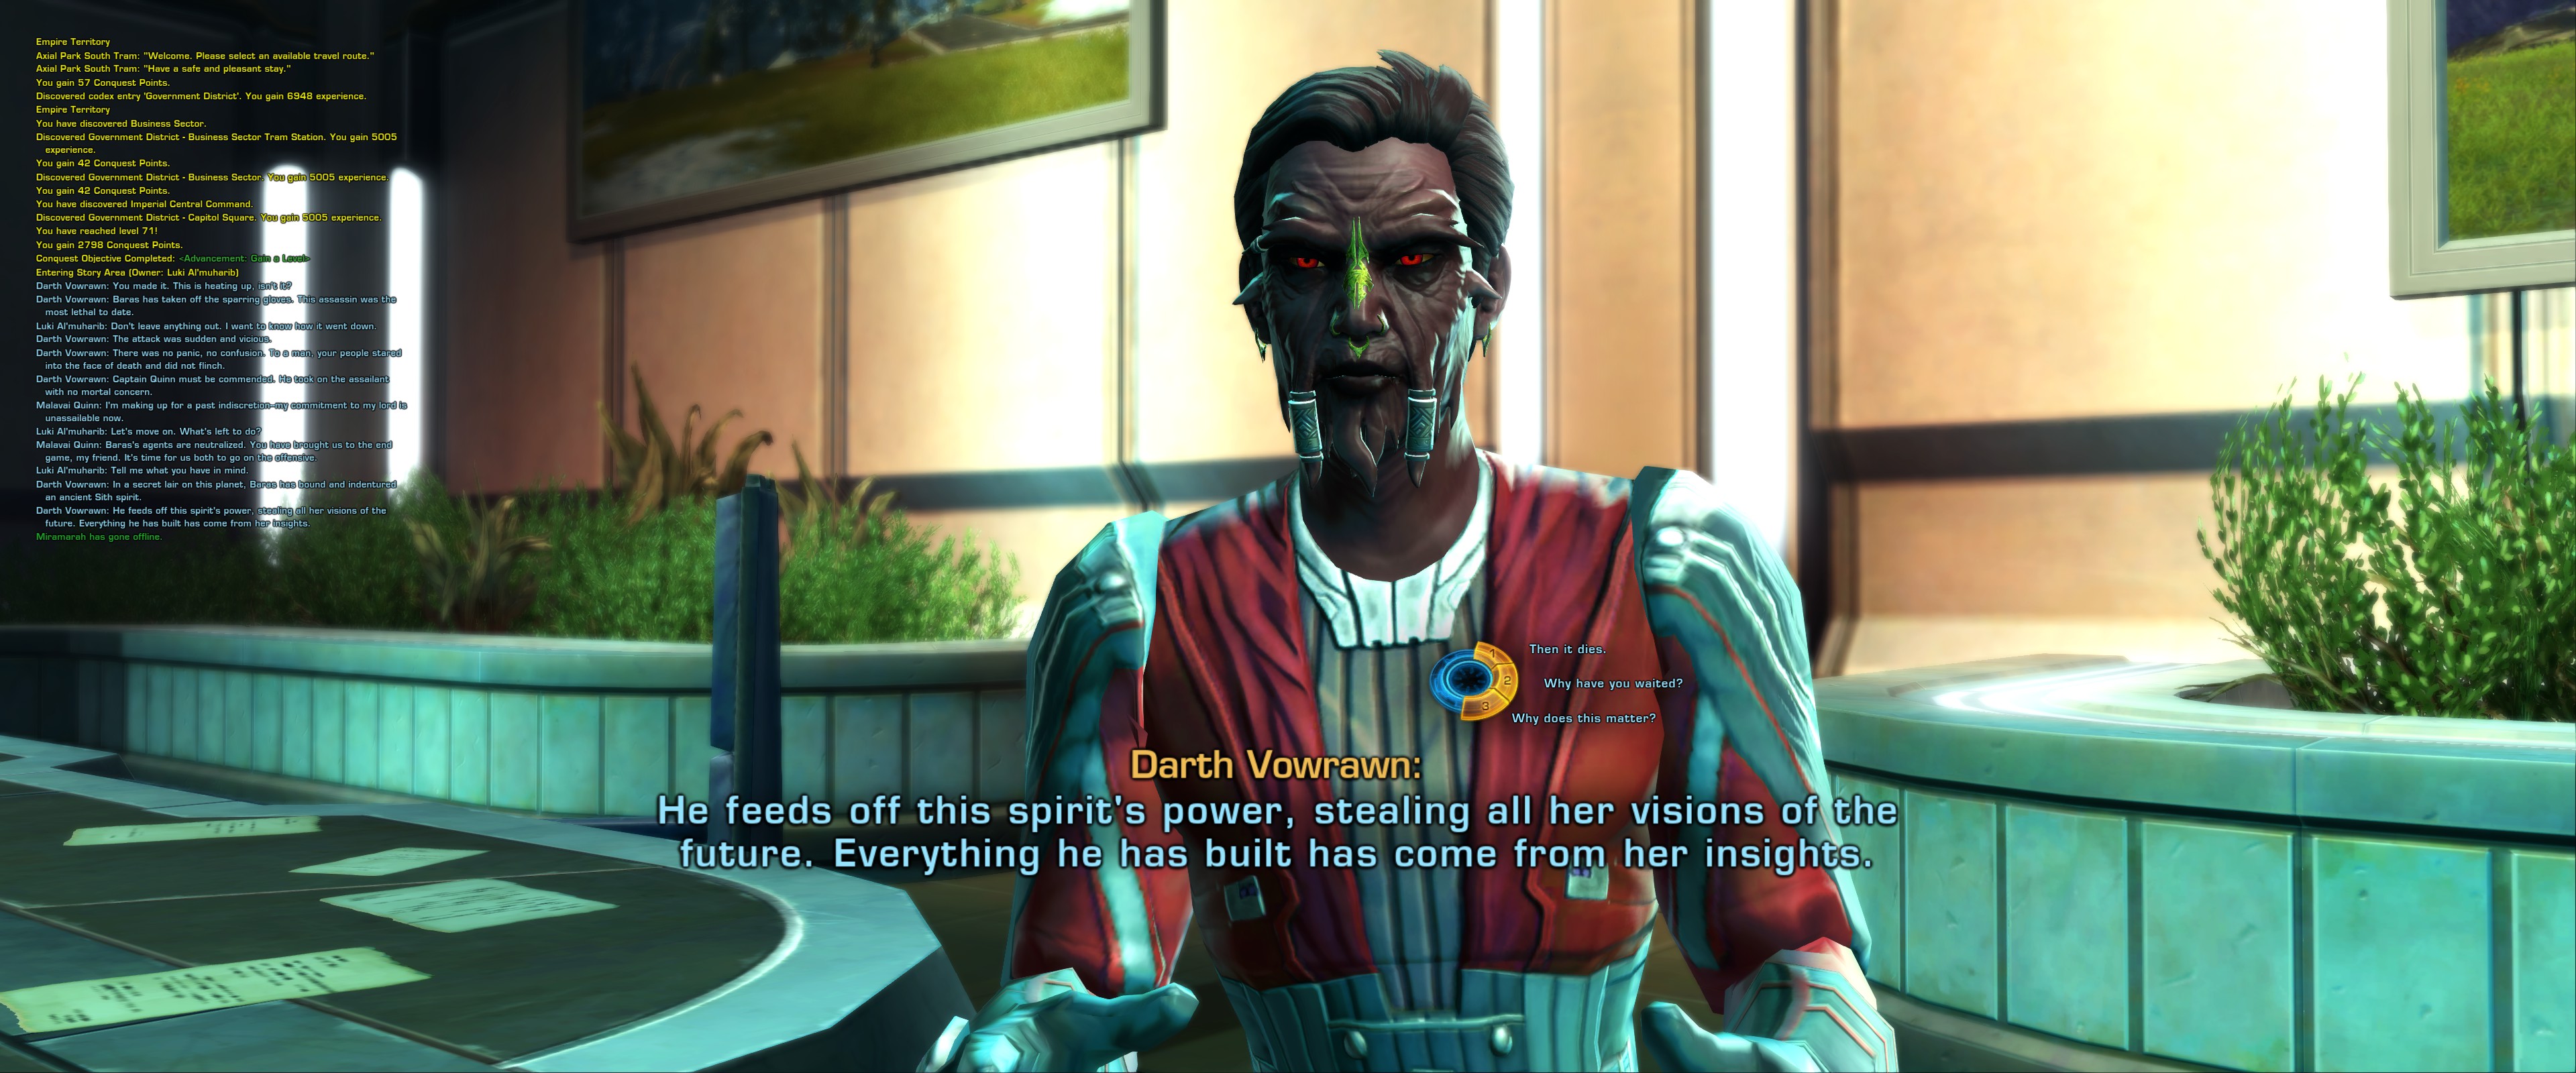 Empire Territory
Axial Park South Tram: "Welcome. Please select an available travel route."
Axial Park South Tram: "Have a safe and pleasant stay."
You gain 57 Conquest Points.
Discovered codex entry 'Government District'. You gain 6948 experience.
Empire Territory
You have discovered Business Sector.
Discovered Government District - Business Sector Tram Station. You gain 5005
experience.
You gain 42 Conquest Points.
Discovered Government District - Business Sector. You gain 5005 experience.
You gain 42 Conquest Points.
You have discovered Imperial Central Command.
Discovered Government District - Capitol Square. You gain 5005 experience.
You have reached level 71!
You gain 2798 Conquest Points.
Conquest Objective Completed: <Advancement: Gain a Level>
Entering Story Area (Owner: Luki Al'muharib)
Darth Vowrawn: You made it. This is heating up, isn't it?
Darth Vowrawn: Baras has taken off the sparring gloves. This assassin was the
most lethal to date.
Luki Al'muharib: Don't leave anything out. I want to know how it went down.
Darth Vowrawn: The attack was sudden and vicious.
Darth Vowrawn: There was no panic, no confusion. To a man, your people stared
into the face of death and did not flinch.
Darth Vowrawn: Captain Quinn must be commended. He took on the assailant
with no mortal concern.
Malavai Quinn: I'm making up for a past indiscretion–my commitment to my lord is
unassailable now.
Luki Al'muharib: Let's move on. What's left to do?
Malavai Quinn: Baras's agents are neutralized. You have brought us to the end
game, my friend. It's time for us both to go on the offensive.
Luki Al'muharib: Tell me what you have in mind.
Darth Vowrawn: In a secret lair on this planet, Baras has bound and indentured
an ancient Sith spirit.
Darth Vowrawn: He feeds off this spirit's power, stealing all her visions of the
future. Everything he has built has come from her insights.
Miramarah has gone offline.
1 Then it dies.
2 Why have you waited?
3 Why does this matter?
Darth Vowrawn:
He feeds off this spirit's power, stealing all her visions of the
future. Everything he has built has come from her insights.